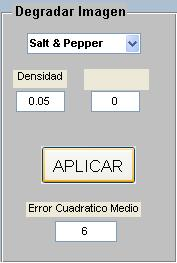 Degradar Imagen
Salt & Pepper
Densidad
0.05 0
APLICAR
Error Cuadratico Medio
6